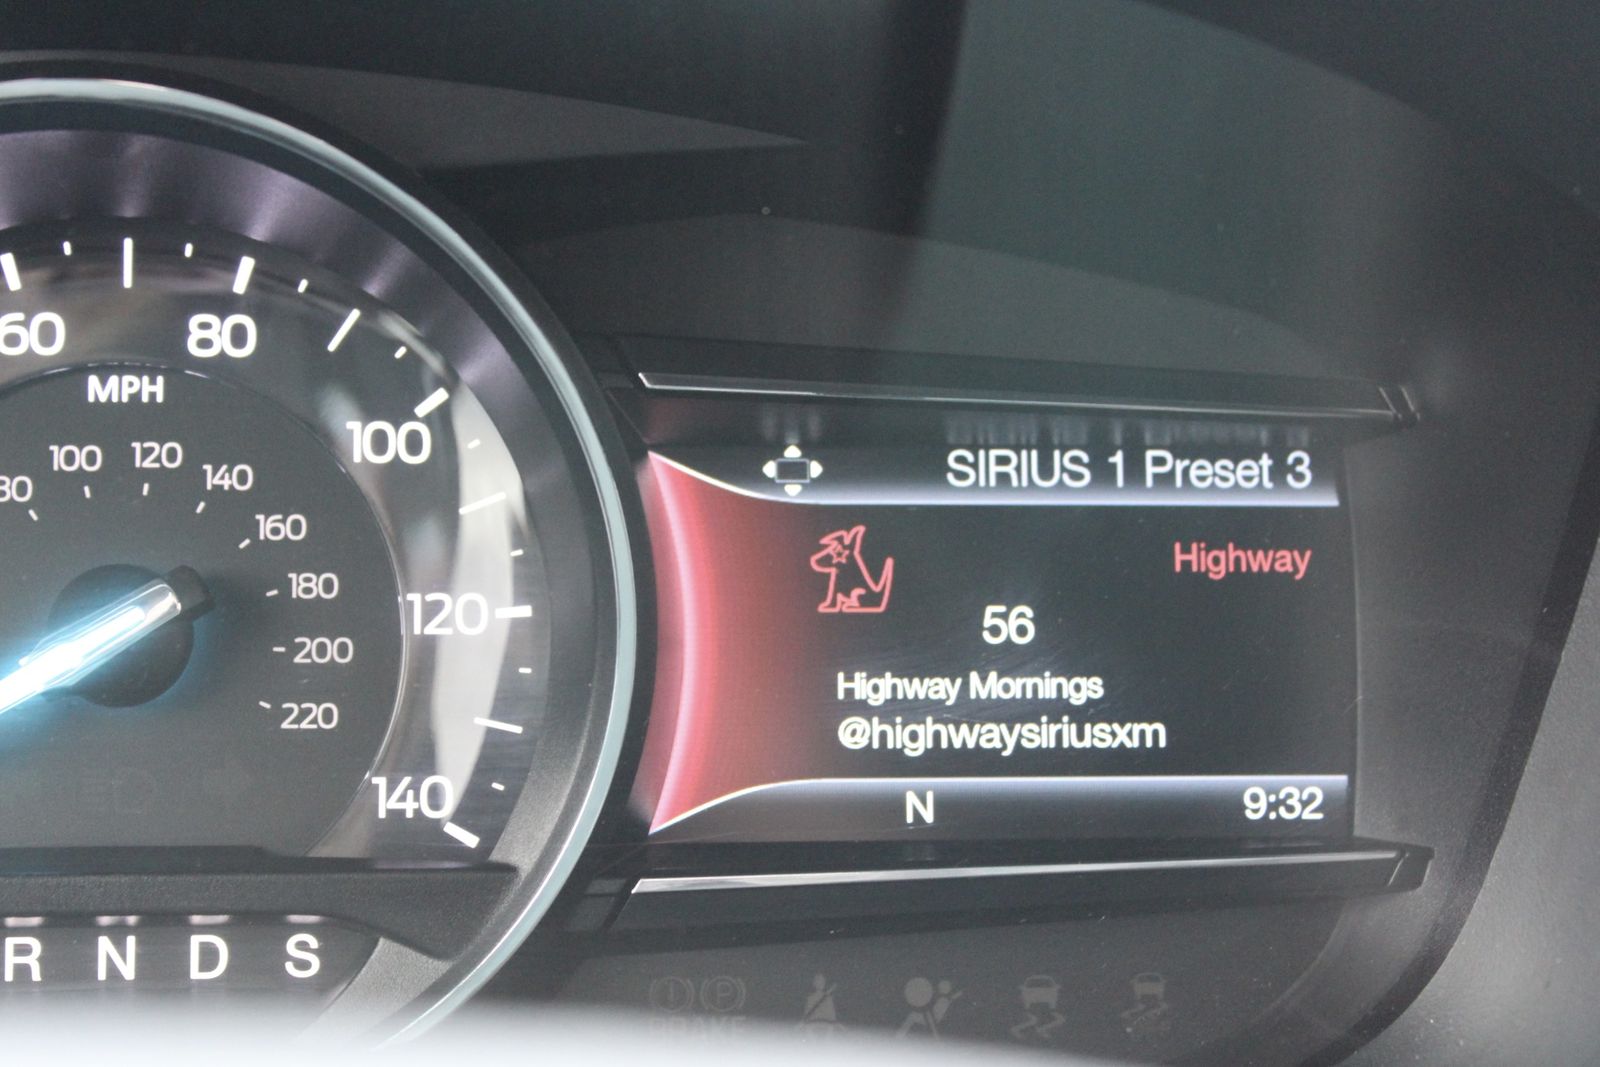 60
80
MPH
100
100
120
140
80
160
180
120
200
220
140
R N D S
SIRIUS 1 Preset 3
Highway
56
Highway Mornings
@highwaysiriusxm
N
9:32
BRAKE